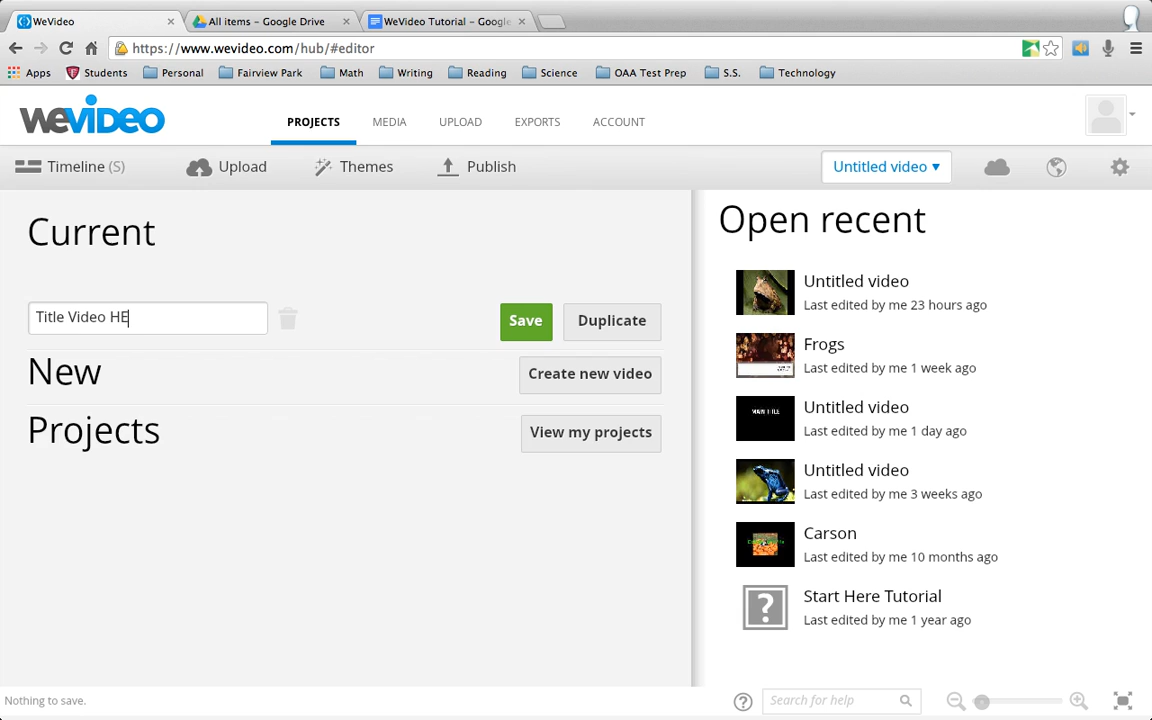 WeVideo
All items – Google Drive
WeVideo Tutorial – Google
https://www.wevideo.com/hub/#editor
Apps
Students
Personal
Fairview Park
Math
Writing
Reading
Science
OAA Test Prep
S.S.
Technology
wevideo
PROJECTS
MEDIA
UPLOAD
EXPORTS
ACCOUNT
Timeline (S)
Upload
Themes
Publish
Untitled video ▾
Current
Title Video HE
Save
Duplicate
New
Create new video
Projects
View my projects
Open recent
Untitled video
Last edited by me 23 hours ago
Frogs
Last edited by me 1 week ago
MAIN TITLE
Untitled video
Last edited by me 1 day ago
Untitled video
Last edited by me 3 weeks ago
Carson
Last edited by me 10 months ago
?
Start Here Tutorial
Last edited by me 1 year ago
Nothing to save.
?
Search for help